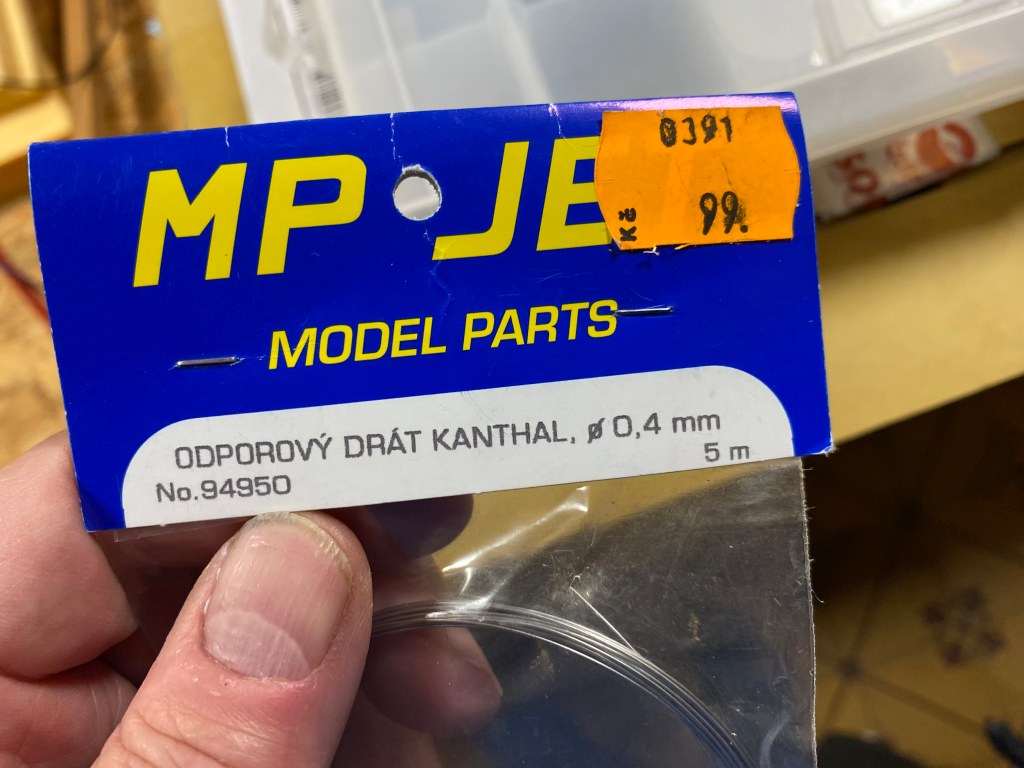 MP JE
0391
Kč 99.
MODEL PARTS
ODPOROVÝ DRÁT KANTHAL, ø 0,4 mm
5 m
No.94950